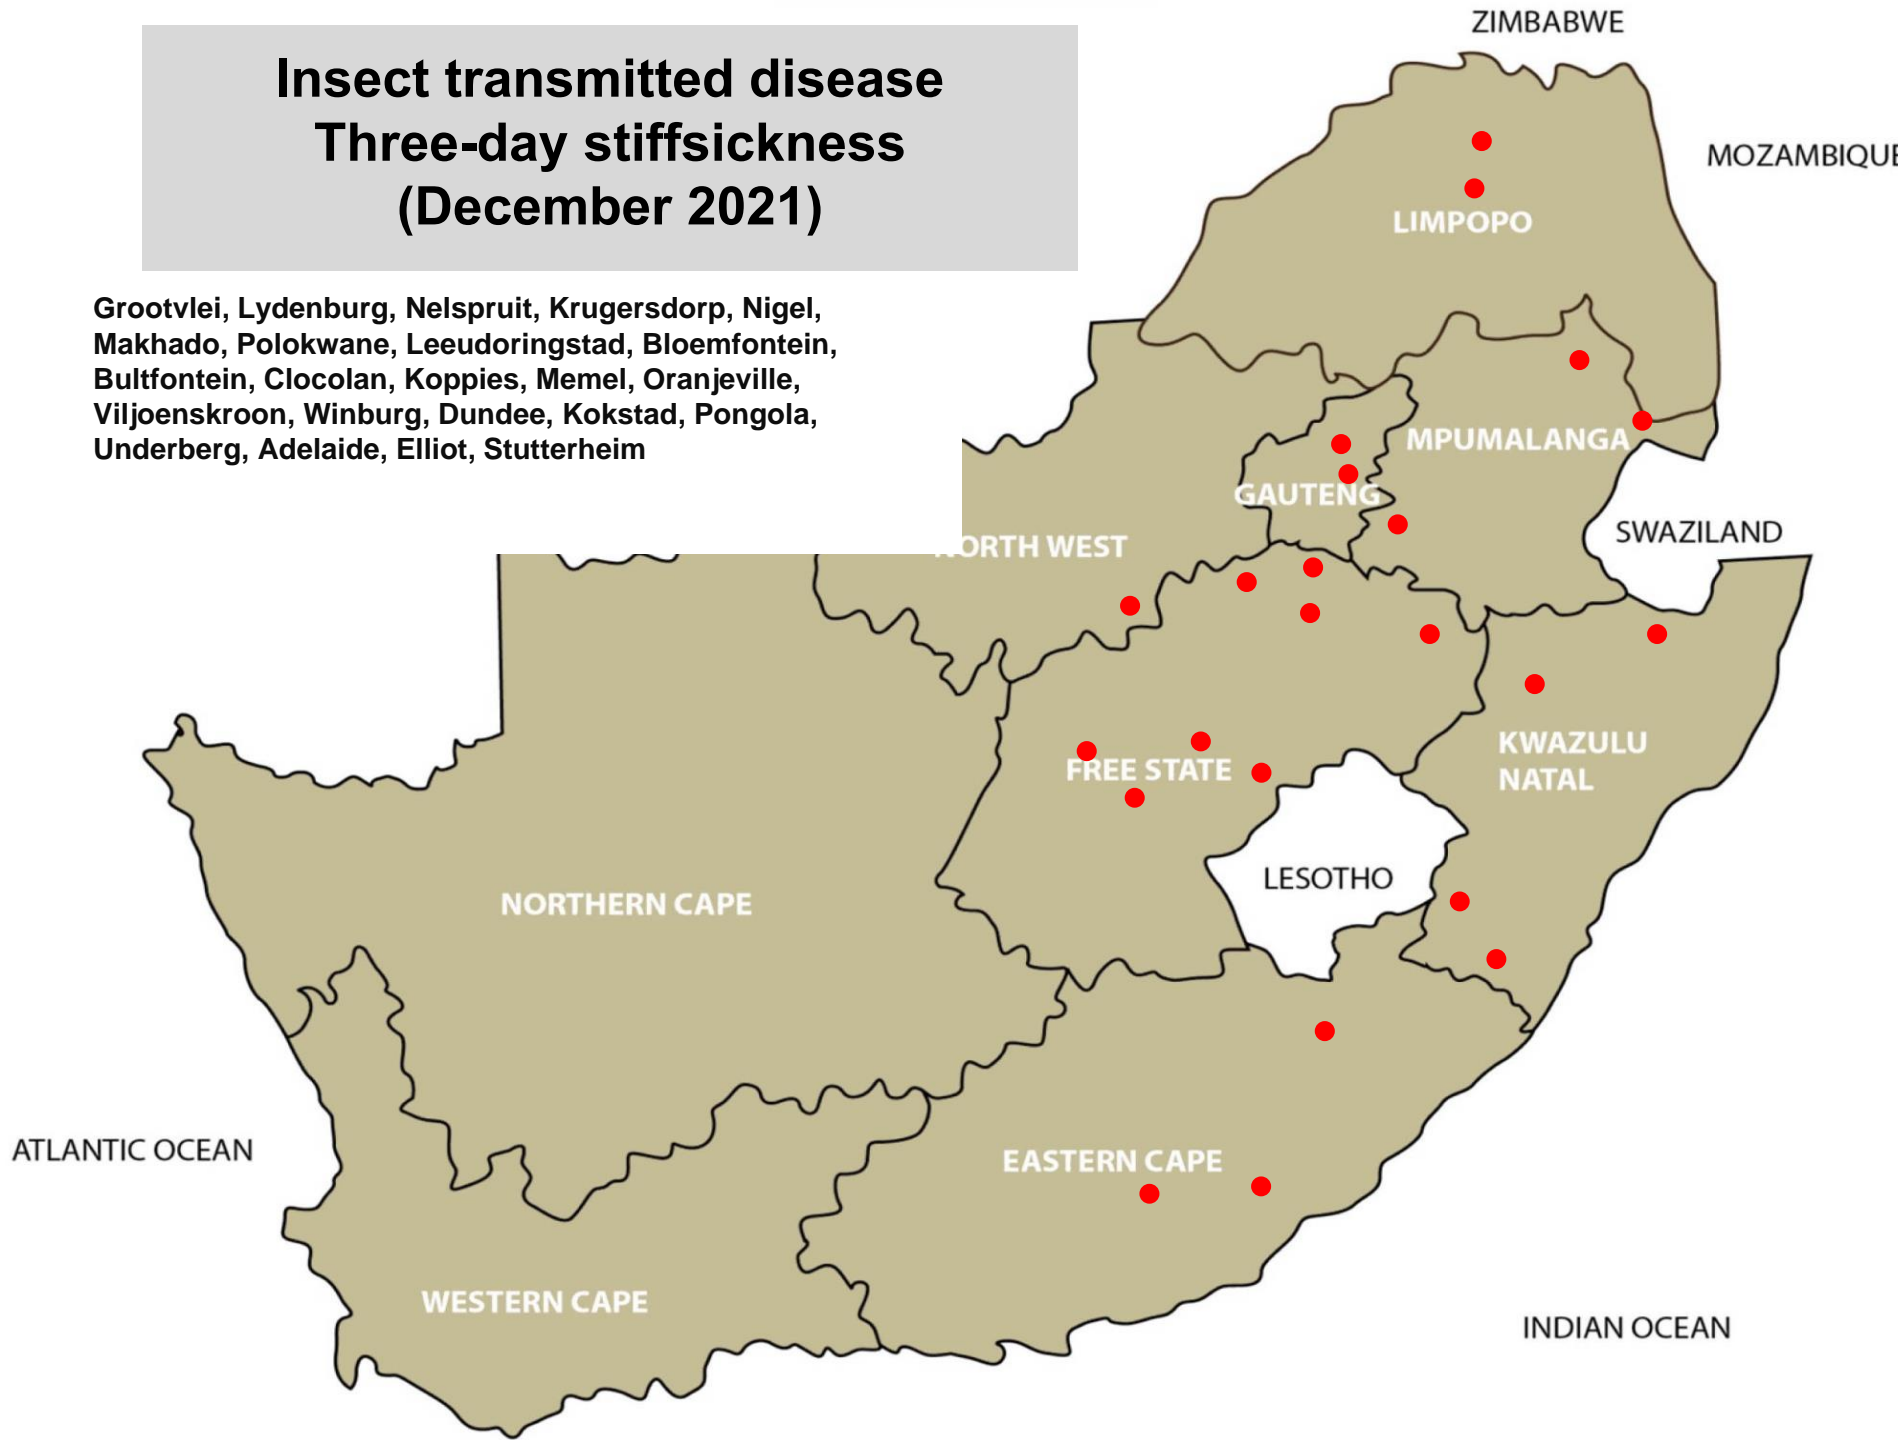 Insect transmitted disease
Three-day stiffsickness
(December 2021)
Grootvlei, Lydenburg, Nelspruit, Krugersdorp, Nigel,
Makhado, Polokwane, Leeudoringstad, Bloemfontein,
Bultfontein, Clocolan, Koppies, Memel, Oranjeville,
Viljoenskroon, Winburg, Dundee, Kokstad, Pongola,
Underberg, Adelaide, Elliot, Stutterheim
ZIMBABWE
MOZAMBIQUE
LIMPOPO
MPUMALANGA
GAUTENG
SWAZILAND
NORTH WEST
KWAZULU
NATAL
FREE STATE
LESOTHO
NORTHERN CAPE
ATLANTIC OCEAN
EASTERN CAPE
WESTERN CAPE
INDIAN OCEAN